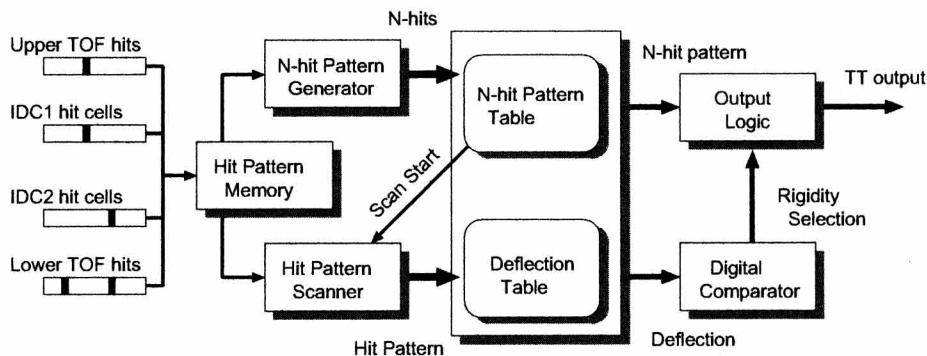 Upper TOF hits
IDC1 hit cells
IDC2 hit cells
Lower TOF hits
Hit Pattern
Memory
N-hit Pattern
Generator
Hit Pattern
Scanner
N-hits
Scan Start
Hit Pattern
N-hit Pattern
Table
Deflection
Table
N-hit pattern
Output
Logic
TT output
Rigidity
Selection
Digital
Comparator
Deflection